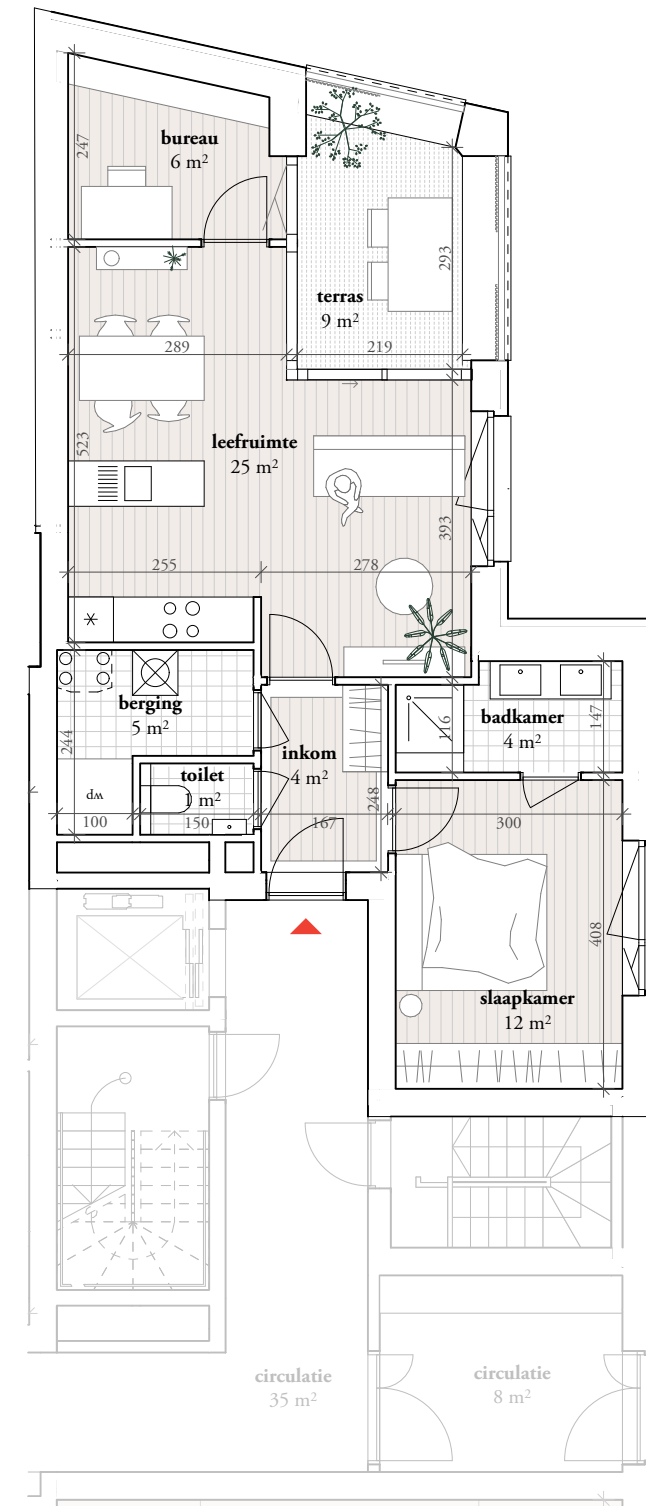 bureau
6 m²
247
293
terras
9 m²
289
219
523
leefruimte
25 m²
393
255
278
berging
5 m²
244
116
badkamer
4 m²
147
inkom
4 m²
toilet
1 m²
wp
248
100
150
167
300
408
slaapkamer
12 m²
circulatie
35 m²
circulatie
8 m²